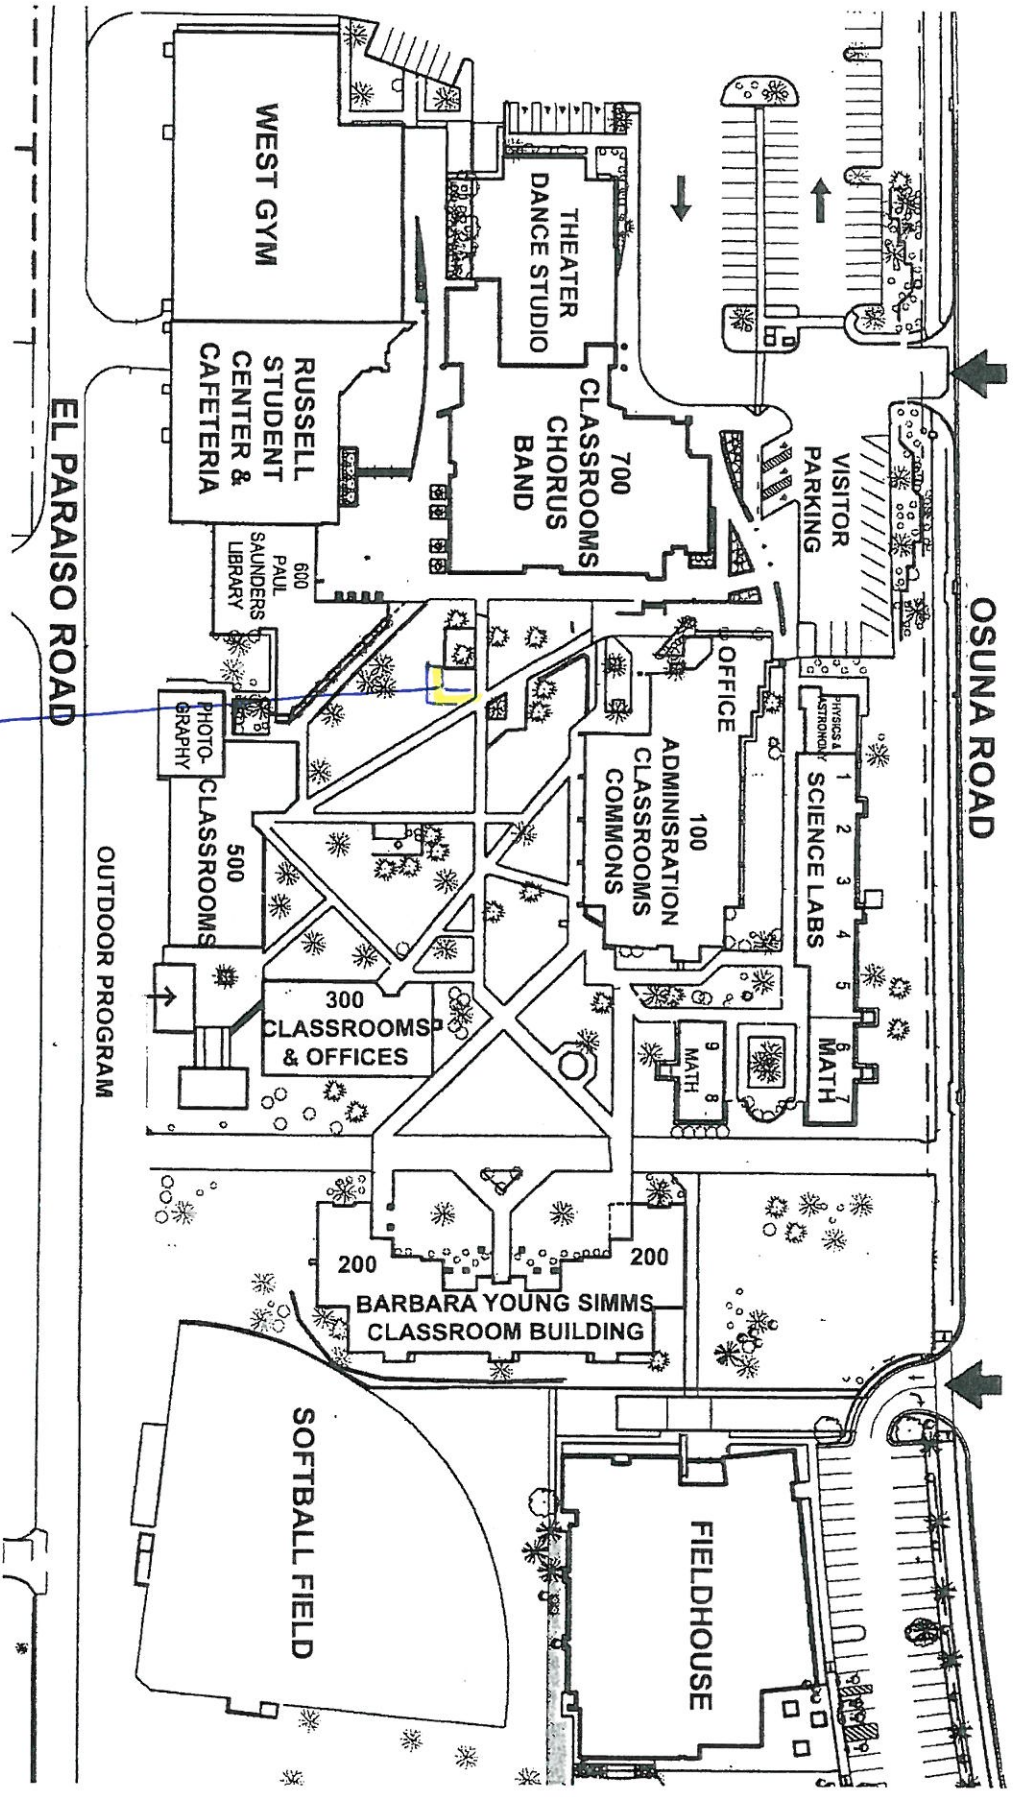 OSUNA ROAD
VISITOR
PARKING
WEST GYM
THEATER
DANCE STUDIO
700
CLASSROOMS
CHORUS
BAND
RUSSELL
STUDENT
CENTER &
CAFETERIA
600
PAUL
SAUNDERS
LIBRARY
OFFICE
100
ADMINISRATION
CLASSROOMS
COMMONS
PHYSICS &
ASTRONOMY
SCIENCE LABS
1
2
3
4
5
6
7
MATH
9
8
MATH
PHOTO-
GRAPHY
500
CLASSROOMS
300
CLASSROOMS
& OFFICES
EL PARAISO ROAD
OUTDOOR PROGRAM
200
200
BARBARA YOUNG SIMMS
CLASSROOM BUILDING
SOFTBALL FIELD
FIELDHOUSE